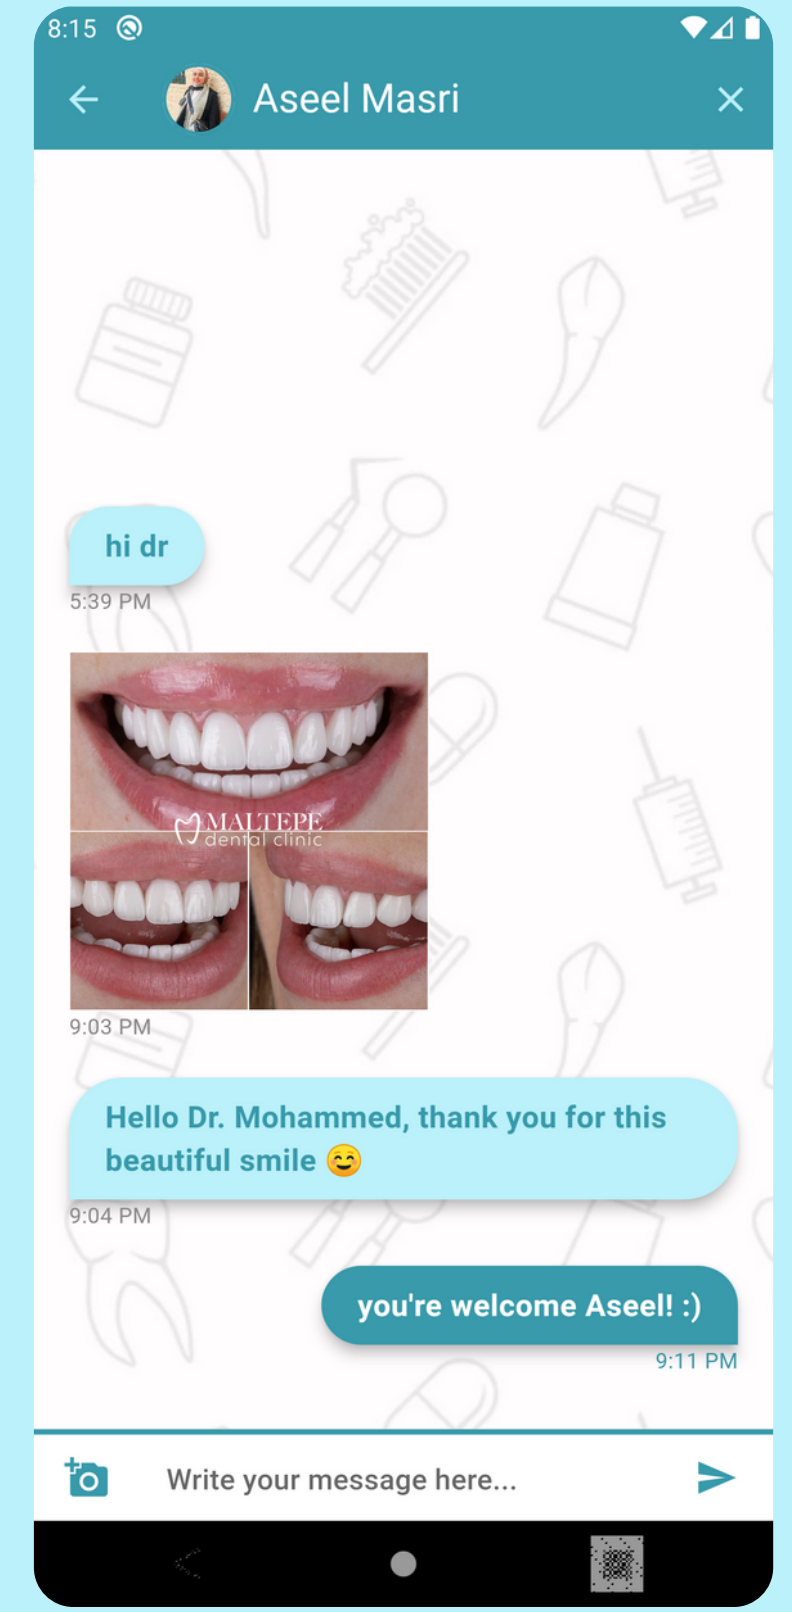 8:15
Aseel Masri
hi dr
5:39 PM
MALTEPE
dental clinic
9:03 PM
Hello Dr. Mohammed, thank you for this
beautiful smile 😊
9:04 PM
you're welcome Aseel! :)
9:11 PM
Write your message here...